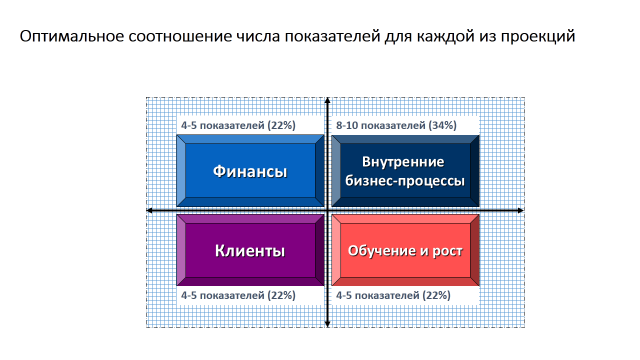 Оптимальное соотношение числа показателей для каждой из проекций
4-5 показателей (22%)
8-10 показателей (34%)
Финансы
Внутренние
бизнес-процессы
Клиенты
Обучение и рост
4-5 показателей (22%)
4-5 показателей (22%)